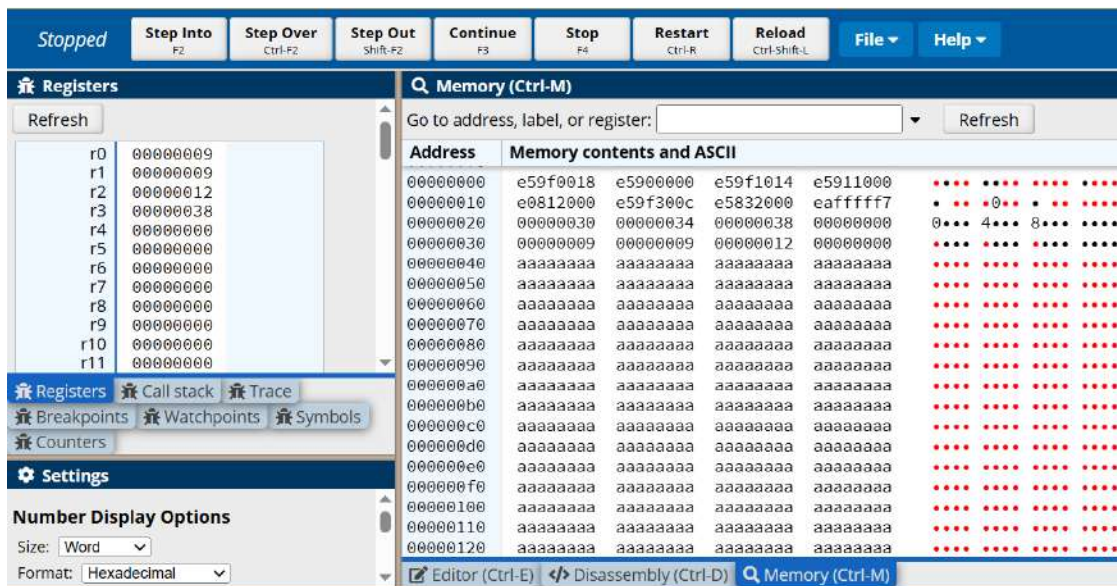 Stopped
Step Into
F2
Step Over
Ctrl-F2
Step Out
Shift-F2
Continue
F3
Stop
F4
Restart
Ctrl-R
Reload
Ctrl-Shift-L
File
Help
Registers
Refresh
r0 00000009
r1 00000009
r2 00000012
r3 00000038
r4 00000000
r5 00000000
r6 00000000
r7 00000000
r8 00000000
r9 00000000
r10 00000000
r11 00000000
Registers Call stack Trace
Breakpoints Watchpoints Symbols
Counters
Settings
Number Display Options
Size: Word
Format: Hexadecimal
Memory (Ctrl-M)
Go to address, label, or register: Refresh
Address Memory contents and ASCII
00000000 e59f0018 e5900000 e59f1014 e5911000
00000010 e0812000 e59f300c e5832000 eafffff7 0
00000020 00000030 00000034 00000038 00000000 0 4 8
00000030 00000009 00000009 00000012 00000000
00000040 aaaaaaaa aaaaaaaa aaaaaaaa aaaaaaaa
00000050 aaaaaaaa aaaaaaaa aaaaaaaa aaaaaaaa
00000060 aaaaaaaa aaaaaaaa aaaaaaaa aaaaaaaa
00000070 aaaaaaaa aaaaaaaa aaaaaaaa aaaaaaaa
00000080 aaaaaaaa aaaaaaaa aaaaaaaa aaaaaaaa
00000090 aaaaaaaa aaaaaaaa aaaaaaaa aaaaaaaa
000000a0 aaaaaaaa aaaaaaaa aaaaaaaa aaaaaaaa
000000b0 aaaaaaaa aaaaaaaa aaaaaaaa aaaaaaaa
000000c0 aaaaaaaa aaaaaaaa aaaaaaaa aaaaaaaa
000000d0 aaaaaaaa aaaaaaaa aaaaaaaa aaaaaaaa
000000e0 aaaaaaaa aaaaaaaa aaaaaaaa aaaaaaaa
000000f0 aaaaaaaa aaaaaaaa aaaaaaaa aaaaaaaa
00000100 aaaaaaaa aaaaaaaa aaaaaaaa aaaaaaaa
00000110 aaaaaaaa aaaaaaaa aaaaaaaa aaaaaaaa
00000120 aaaaaaaa aaaaaaaa aaaaaaaa aaaaaaaa
Editor (Ctrl-E) Disassembly (Ctrl-D) Memory (Ctrl-M)